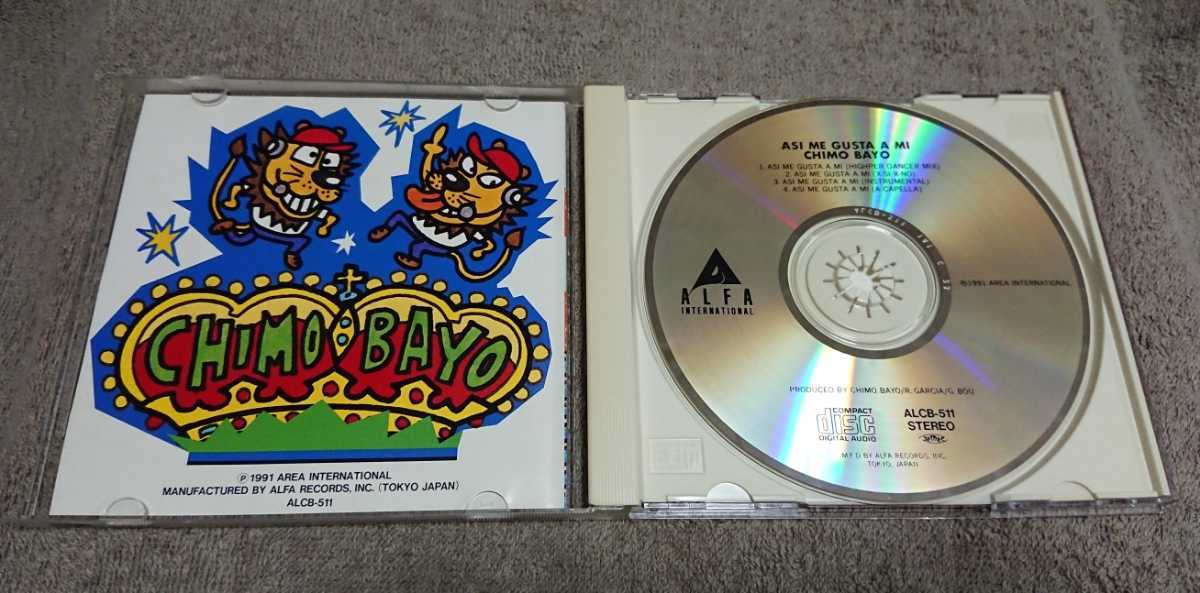 CHIMO BAYO
℗ 1991 AREA INTERNATIONAL
MANUFACTURED BY ALFA RECORDS, INC. (TOKYO JAPAN)
ALCB-511
ASI ME GUSTA A MI
CHIMO BAYO
1. ASI ME GUSTA A MI (HIGHPER DANCER MIX)
2. ASI ME GUSTA A MI (X-SI X-NO)
3. ASI ME GUSTA A MI (INSTRUMENTAL)
4. ASI ME GUSTA A MI (A CAPELLA)
ALFA
INTERNATIONAL
℗1991 AREA INTERNATIONAL
PRODUCED BY CHIMO BAYO/R. GARCIA/G. BOU
COMPACT
disc
DIGITAL AUDIO
ALCB-511
STEREO
M'F'D BY ALFA RECORDS, INC.
TOKYO, JAPAN